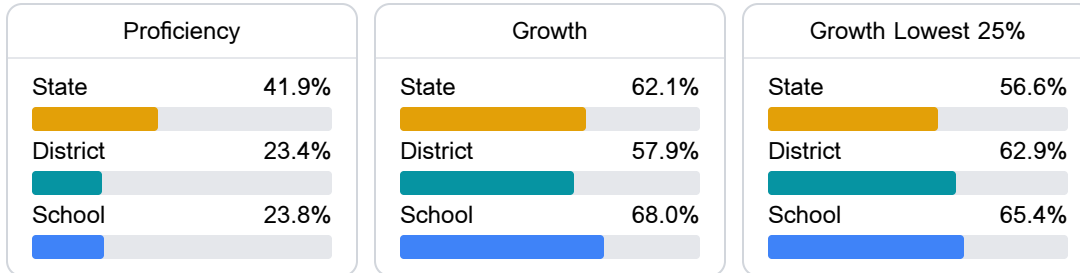 Proficiency
State 41.9%
District 23.4%
School 23.8%
Growth
State 62.1%
District 57.9%
School 68.0%
Growth Lowest 25%
State 56.6%
District 62.9%
School 65.4%